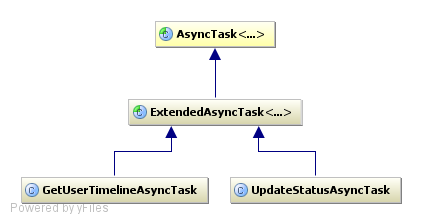 AsyncTask<...>
ExtendedAsyncTask<...>
GetUserTimelineAsyncTask
UpdateStatusAsyncTask
Powered by yFiles